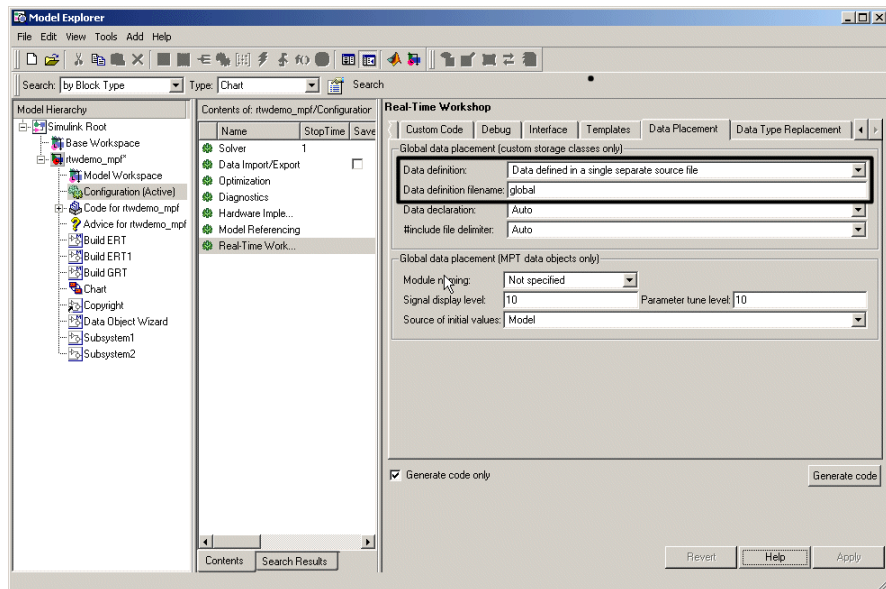 Model Explorer
File Edit View Tools Add Help
Search: by Block Type Type: Chart Search
Model Hierarchy
Simulink Root
Base Workspace
rtwdemo_mpf*
Model Workspace
Configuration (Active)
Code for rtwdemo_mpf
Advice for rtwdemo_mpf
Build ERT
Build ERT1
Build GRT
Chart
Copyright
Data Object Wizard
Subsystem1
Subsystem2
Contents of: rtwdemo_mpf/Configuration
Name StopTime Save
Solver 1
Data Import/Export
Optimization
Diagnostics
Hardware Imple...
Model Referencing
Real-Time Work...
Contents Search Results
Real-Time Workshop
Custom Code Debug Interface Templates Data Placement Data Type Replacement
Global data placement (custom storage classes only)
Data definition: Data defined in a single separate source file
Data definition filename: global
Data declaration: Auto
#include file delimiter: Auto
Global data placement (MPT data objects only)
Module naming: Not specified
Signal display level: 10 Parameter tune level: 10
Source of initial values: Model
Generate code only Generate code
Revert Help Apply